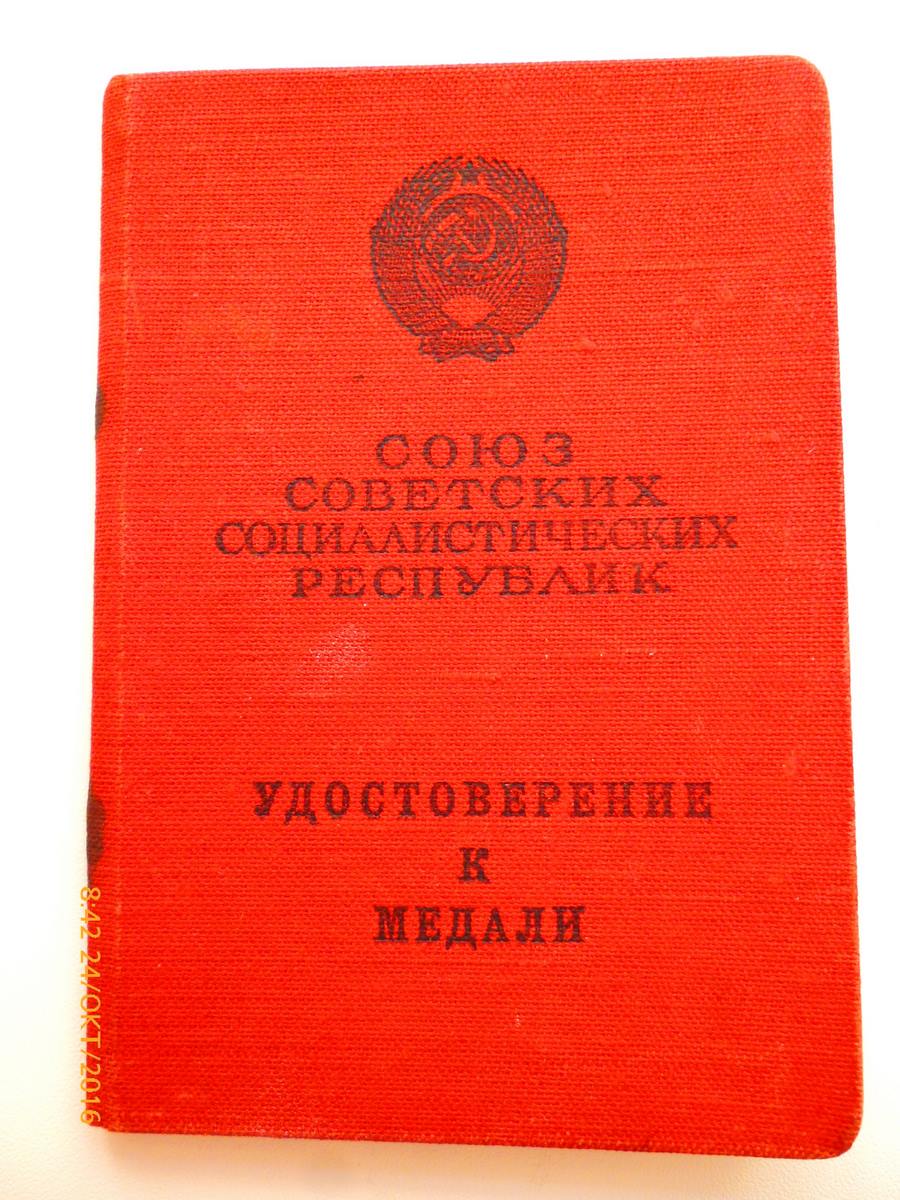 СОЮЗ
СОВЕТСКИХ
СОЦИАЛИСТИЧЕСКИХ
РЕСПУБЛИК
УДОСТОВЕРЕНИЕ
К
МЕДАЛИ
8:42 24/ОКТ/2016